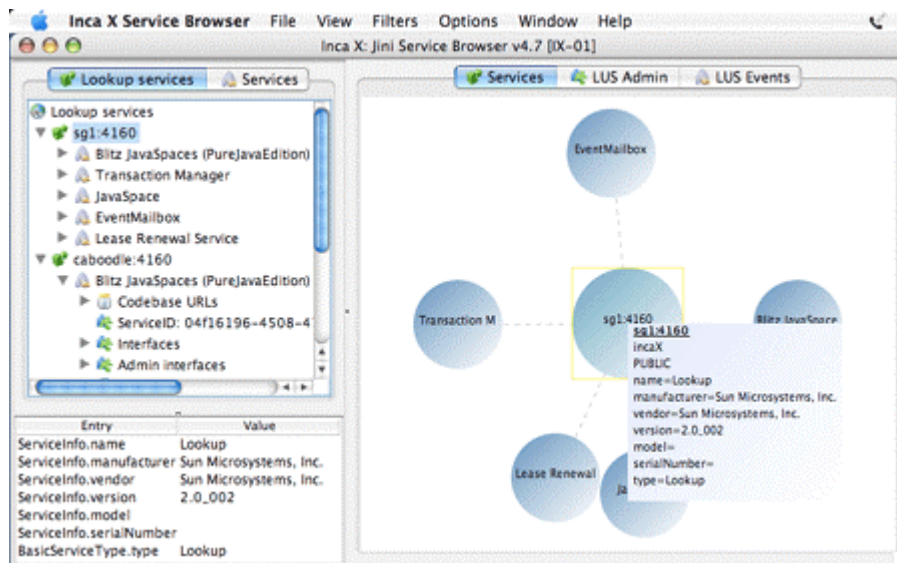 Inca X Service Browser File View Filters Options Window Help
Inca X: Jini Service Browser v4.7 [IX-01]
Lookup services Services
Lookup services
sg1:4160
Blitz JavaSpaces (PureJavaEdition)
Transaction Manager
JavaSpace
EventMailbox
Lease Renewal Service
caboodle:4160
Blitz JavaSpaces (PureJavaEdition)
Codebase URLs
ServiceID: 04f16196-4508-4
Interfaces
Admin interfaces
Entry Value
ServiceInfo.name Lookup
ServiceInfo.manufacturer Sun Microsystems, Inc.
ServiceInfo.vendor Sun Microsystems, Inc.
ServiceInfo.version 2.0_002
ServiceInfo.model
ServiceInfo.serialNumber
BasicServiceType.type Lookup
Services LUS Admin LUS Events
EventMailbox
Transaction M
sg1:4160
Blitz JavaSpace
sg1:4160
incaX
PUBLIC
name=Lookup
manufacturer=Sun Microsystems, Inc.
vendor=Sun Microsystems, Inc.
version=2.0_002
model=
serialNumber=
type=Lookup
Lease Renewal
Ja